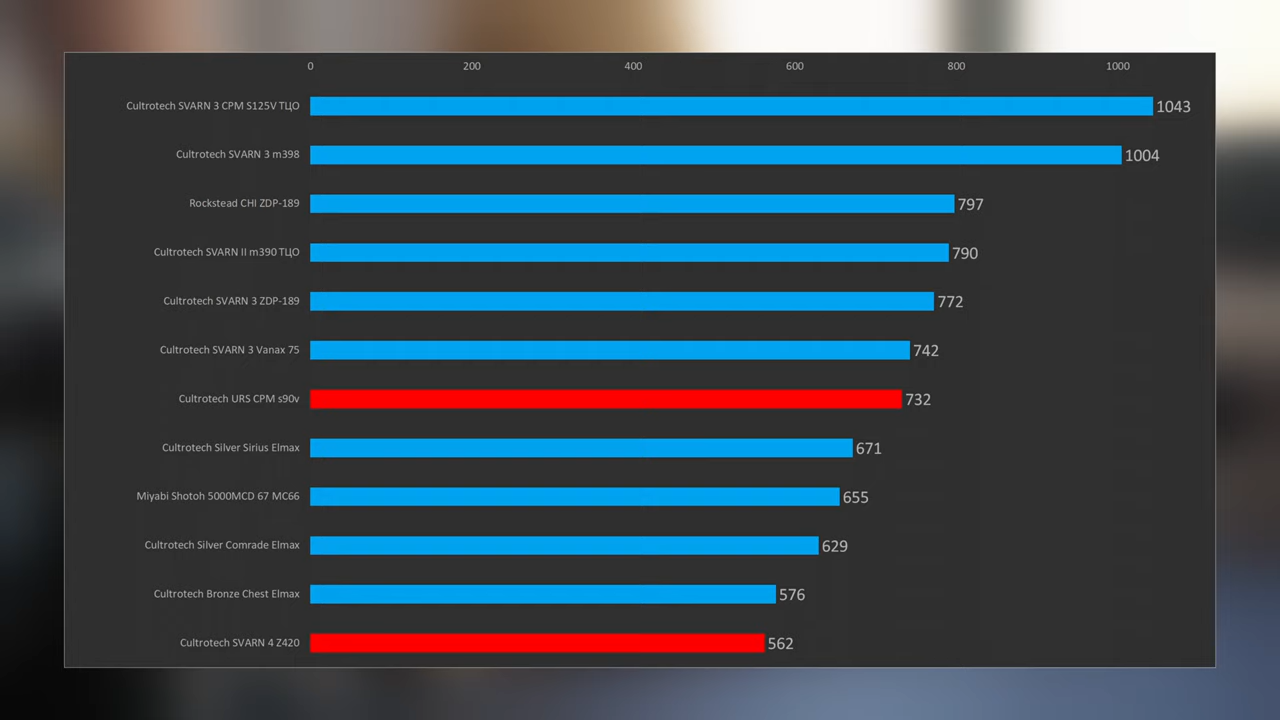 0 200 400 600 800 1000
Cultrotech SVARN 3 CPM S125V ТЦО 1043
Cultrotech SVARN 3 m398 1004
Rockstead CHI ZDP-189 797
Cultrotech SVARN II m390 ТЦО 790
Cultrotech SVARN 3 ZDP-189 772
Cultrotech SVARN 3 Vanax 75 742
Cultrotech URS CPM s90v 732
Cultrotech Silver Sirius Elmax 671
Miyabi Shotoh 5000MCD 67 MC66 655
Cultrotech Silver Comrade Elmax 629
Cultrotech Bronze Chest Elmax 576
Cultrotech SVARN 4 Z420 562